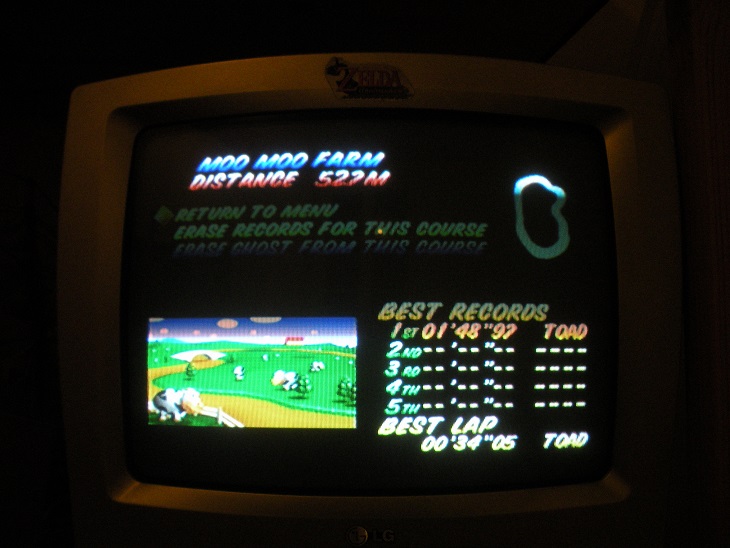 ZELDA
MOO MOO FARM
DISTANCE 527M
RETURN TO MENU
ERASE RECORDS FOR THIS COURSE
ERASE GHOST FROM THIS COURSE
BEST RECORDS
1ST 01'48"97 TOAD
2ND --'--"-- ----
3RD --'--"-- ----
4TH --'--"-- ----
5TH --'--"-- ----
BEST LAP
00'34"05 TOAD
LG